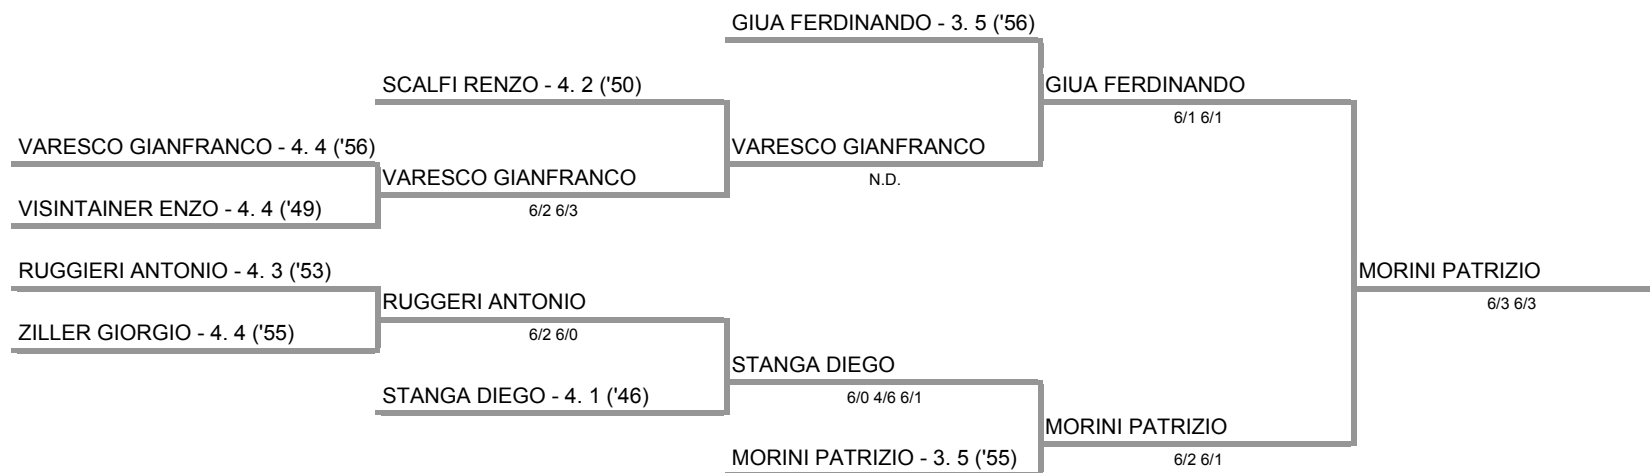 GIUA FERDINANDO - 3. 5 ('56)
SCALFI RENZO - 4. 2 ('50)
GIUA FERDINANDO
6/1 6/1
VARESCO GIANFRANCO - 4. 4 ('56)
VARESCO GIANFRANCO
N.D.
VARESCO GIANFRANCO
6/2 6/3
VISINTAINER ENZO - 4. 4 ('49)
RUGGIERI ANTONIO - 4. 3 ('53)
MORINI PATRIZIO
6/3 6/3
RUGGERI ANTONIO
6/2 6/0
ZILLER GIORGIO - 4. 4 ('55)
STANGA DIEGO
6/0 4/6 6/1
STANGA DIEGO - 4. 1 ('46)
MORINI PATRIZIO
6/2 6/1
MORINI PATRIZIO - 3. 5 ('55)